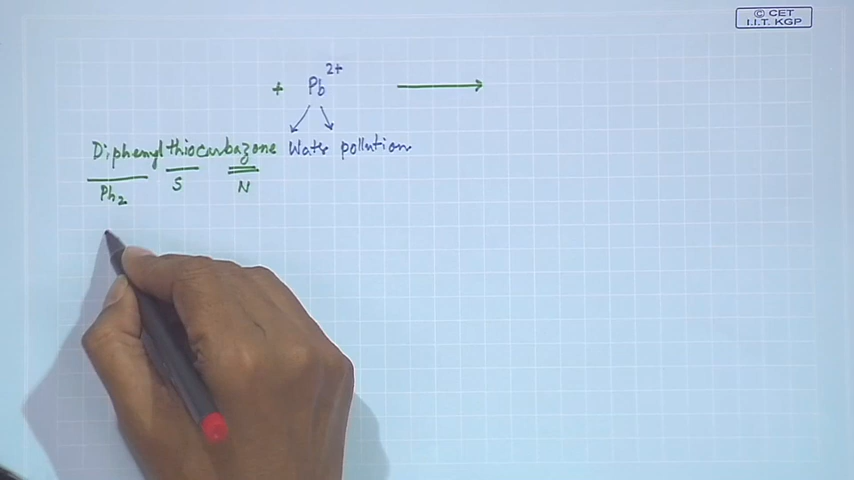 © CET
I.I.T. KGP
+ Pb2+
Diphenylthiocarbazone Water pollution
Ph2 S N